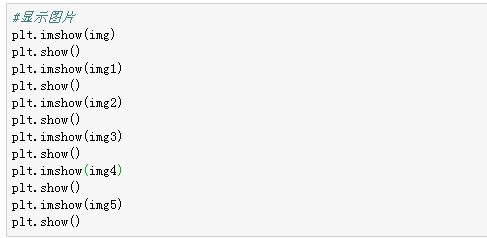 #显示图片
plt.imshow(img)
plt.show()
plt.imshow(img1)
plt.show()
plt.imshow(img2)
plt.show()
plt.imshow(img3)
plt.show()
plt.imshow(img4)
plt.show()
plt.imshow(img5)
plt.show()